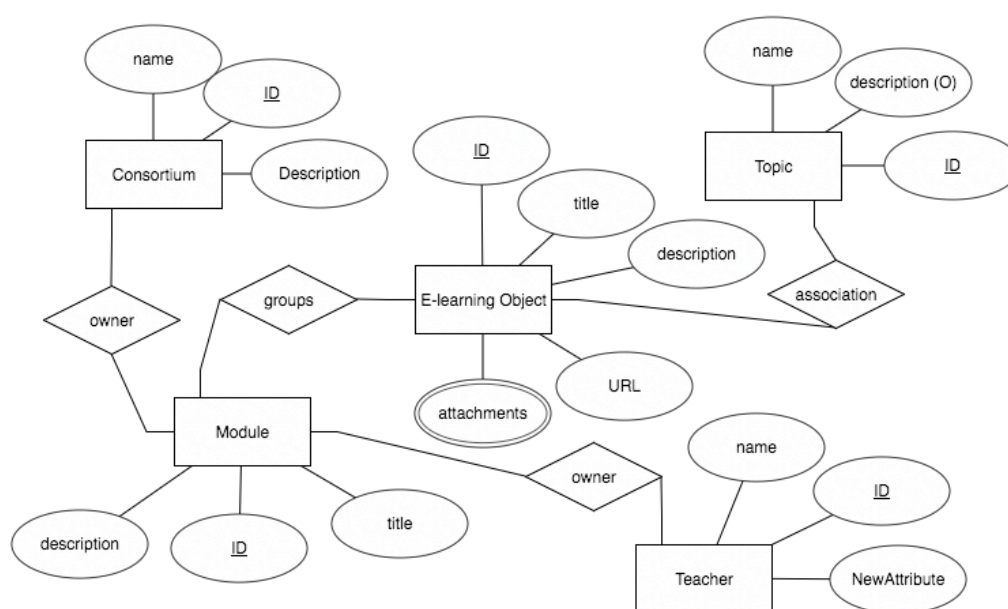 name
ID
Consortium
Description
name
description (O)
Topic
ID
ID
title
description
E-learning Object
groups
association
owner
URL
attachments
Module
owner
name
ID
description
ID
title
Teacher
NewAttribute